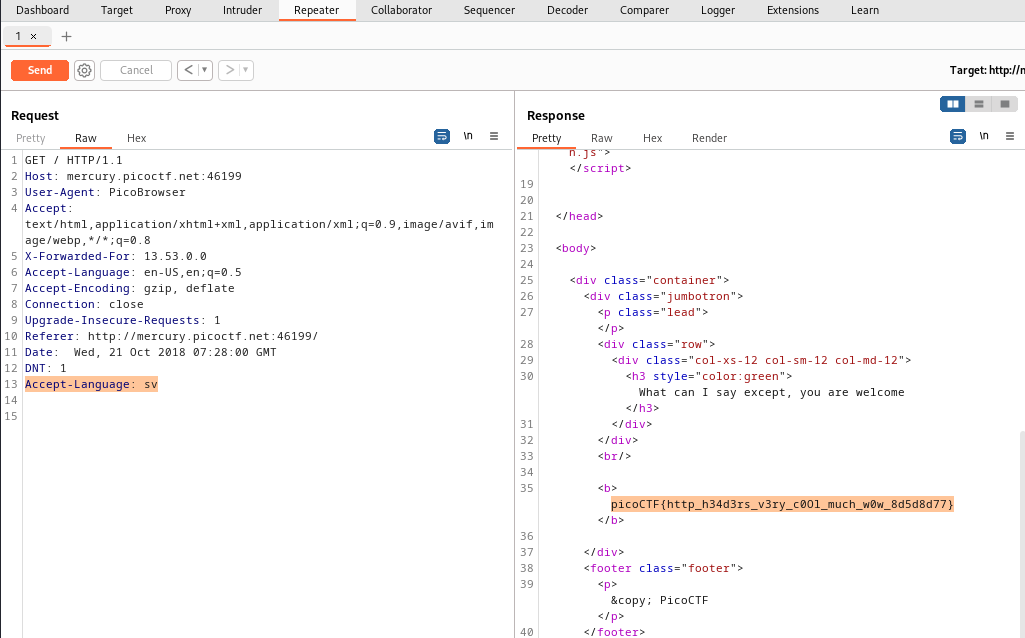 Dashboard Target Proxy Intruder Repeater Collaborator Sequencer Decoder Comparer Logger Extensions Learn
1 × +
Send Cancel < ▾ > ▾ Target: http://n
Request
Pretty Raw Hex \n ≡
1 GET / HTTP/1.1
2 Host: mercury.picoctf.net:46199
3 User-Agent: PicoBrowser
4 Accept:
text/html,application/xhtml+xml,application/xml;q=0.9,image/avif,im
age/webp,*/*;q=0.8
5 X-Forwarded-For: 13.53.0.0
6 Accept-Language: en-US,en;q=0.5
7 Accept-Encoding: gzip, deflate
8 Connection: close
9 Upgrade-Insecure-Requests: 1
10 Referer: http://mercury.picoctf.net:46199/
11 Date:  Wed, 21 Oct 2018 07:28:00 GMT
12 DNT: 1
13 Accept-Language: sv
14
15
Response
Pretty Raw Hex Render \n ≡
n.js">
</script>
19
20
21 </head>
22
23 <body>
24
25 <div class="container">
26 <div class="jumbotron">
27 <p class="lead">
</p>
28 <div class="row">
29 <div class="col-xs-12 col-sm-12 col-md-12">
30 <h3 style="color:green">
What can I say except, you are welcome
</h3>
31 </div>
32 </div>
33 <br/>
34
35 <b>
picoCTF{http_h34d3rs_v3ry_c0Ol_much_w0w_8d5d8d77}
</b>
36
37 </div>
38 <footer class="footer">
39 <p>
&copy; PicoCTF
</p>
40 </footer>